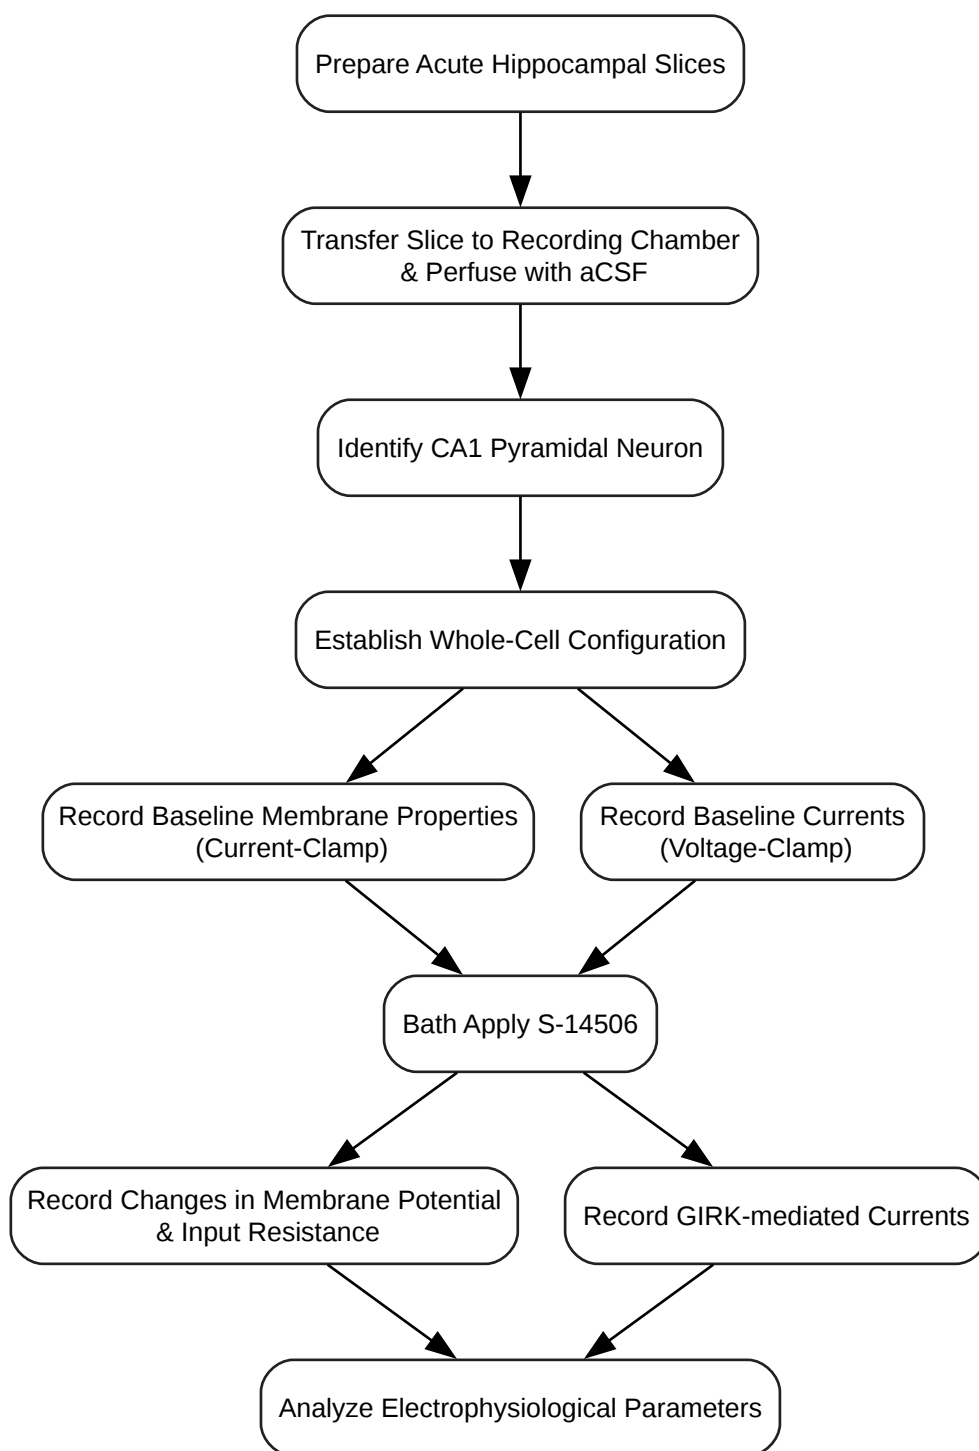 Prepare Acute Hippocampal Slices
Transfer Slice to Recording Chamber
& Perfuse with aCSF
Identify CA1 Pyramidal Neuron
Establish Whole-Cell Configuration
Record Baseline Membrane Properties
(Current-Clamp)
Record Baseline Currents
(Voltage-Clamp)
Bath Apply S-14506
Record Changes in Membrane Potential
& Input Resistance
Record GIRK-mediated Currents
Analyze Electrophysiological Parameters